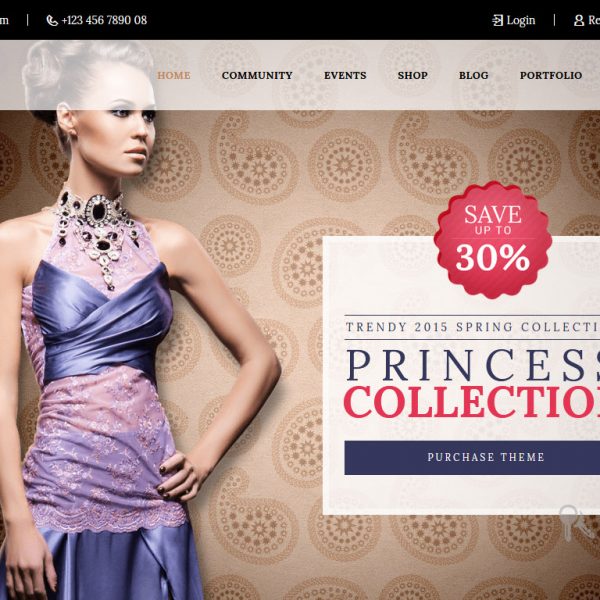 m
+123 456 7890 08
Login
Re
HOME COMMUNITY EVENTS SHOP BLOG PORTFOLIO
SAVE
UP TO
30%
TRENDY 2015 SPRING COLLECTI
PRINCESS
COLLECTIO
PURCHASE THEME